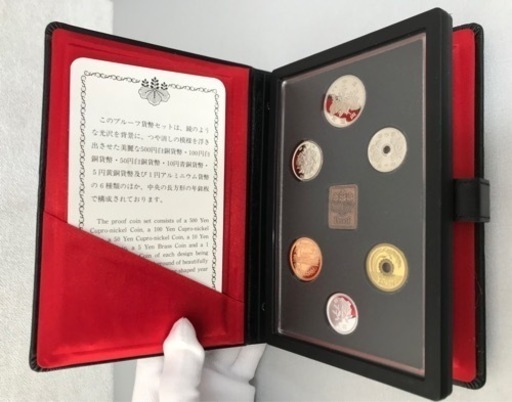 このプルーフ貨幣セットは、鏡のよう
な光沢を背景に、つや消しの模様を浮き
出させた美麗な500円白銅貨幣・100円白
銅貨幣・50円白銅貨幣・10円青銅貨幣・
5円黄銅貨幣及び1円アルミニウム貨幣
の6種類のほか、中央の長方形の年銘板
で構成されております。
The proof coin set consists of a 500 Yen
Cupro-nickel Coin, a 100 Yen Cupro-nickel
a 50 Yen Cupro-nickel Coin, a 10 Yen
a 5 Yen Brass Coin and a 1
Coin of each design being
ound of beautifully
shaped year